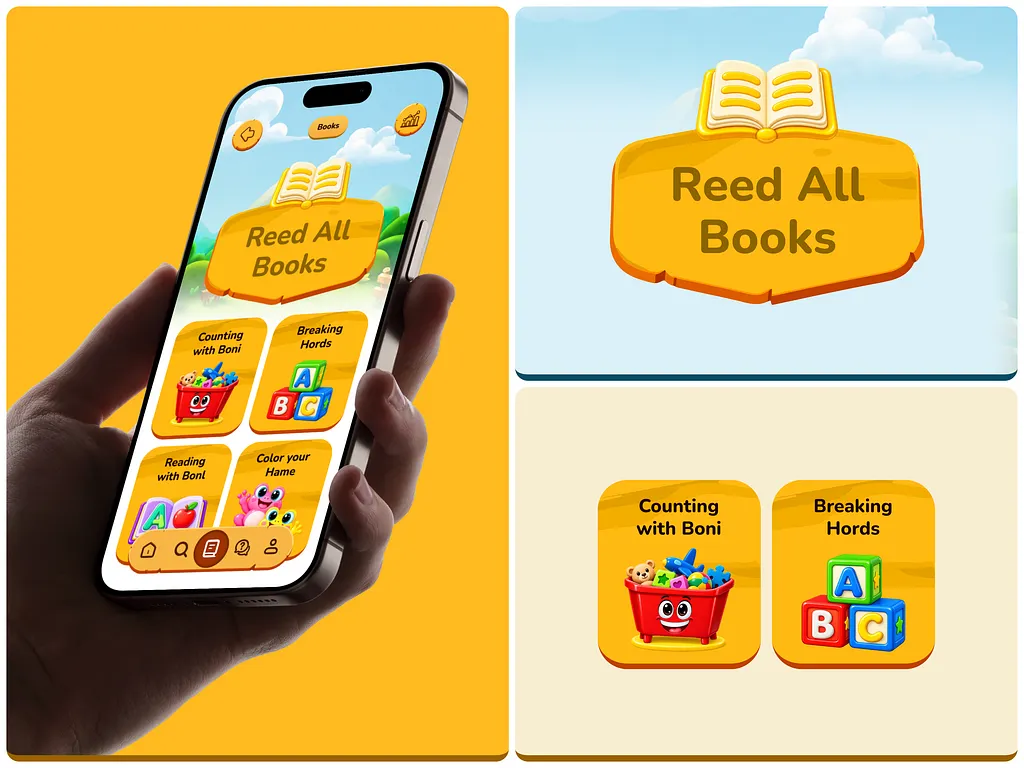 Books
Reed All
Books
Counting
with Boni
Breaking
Hords
A
B C
Reading
with Bonl
Color your
Hame
A
Reed All
Books
Counting
with Boni
Breaking
Hords
A
B C